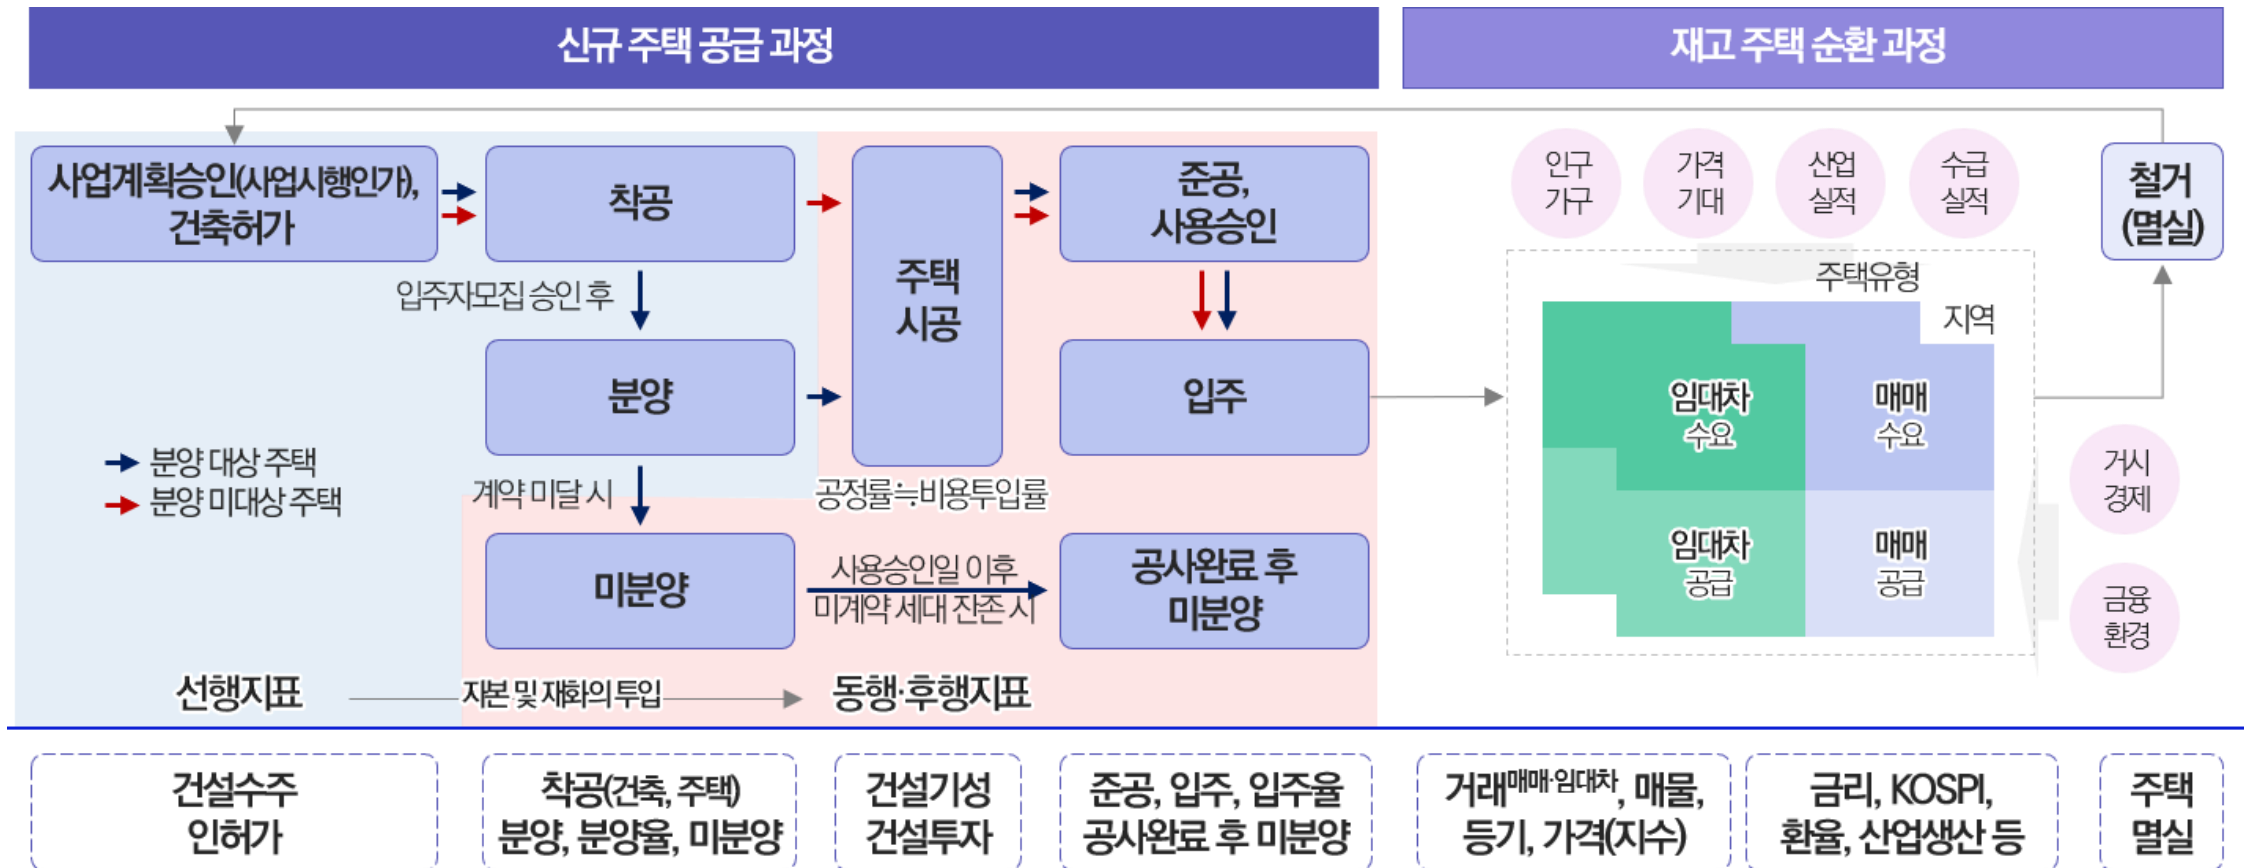 신규 주택 공급 과정
재고 주택 순환 과정
사업계획승인(사업시행인가),
건축허가
착공
주택
시공
준공,
사용승인
입주자모집 승인 후
분양
입주
분양 대상 주택
분양 미대상 주택
계약 미달 시
공정률≒비용투입률
미분양
사용승인일 이후
미계약 세대 잔존 시
공사완료 후
미분양
선행지표
자본 및 재화의 투입
동행·후행지표
인구
가구
가격
기대
산업
실적
수급
실적
철거
(멸실)
주택유형
지역
임대차
수요
매매
수요
임대차
공급
매매
공급
거시
경제
금융
환경
건설수주
인허가
착공(건축, 주택)
분양, 분양율, 미분양
건설기성
건설투자
준공, 입주, 입주율
공사완료 후 미분양
거래매매·임대차, 매물,
등기, 가격(지수)
금리, KOSPI,
환율, 산업생산 등
주택
멸실